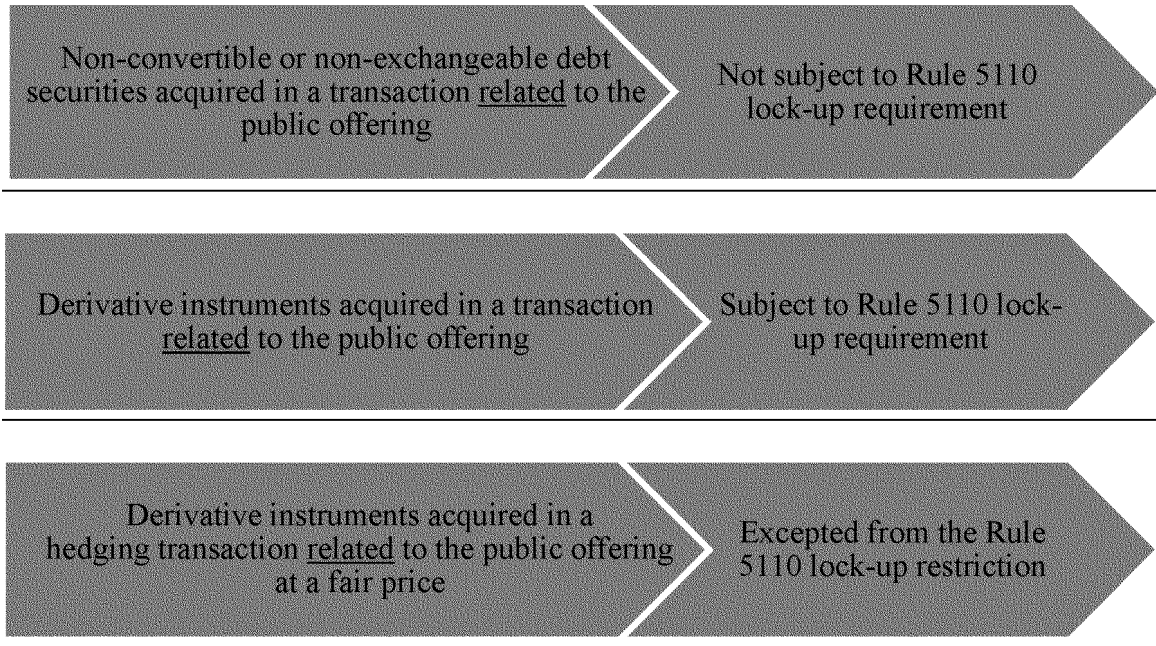 Non-convertible or non-exchangeable debt
securities acquired in a transaction related to the
public offering
Not subject to Rule 5110
lock-up requirement
Derivative instruments acquired in a transaction
related to the public offering
Subject to Rule 5110 lock-
up requirement
Derivative instruments acquired in a
hedging transaction related to the public offering
at a fair price
Excepted from the Rule
5110 lock-up restriction